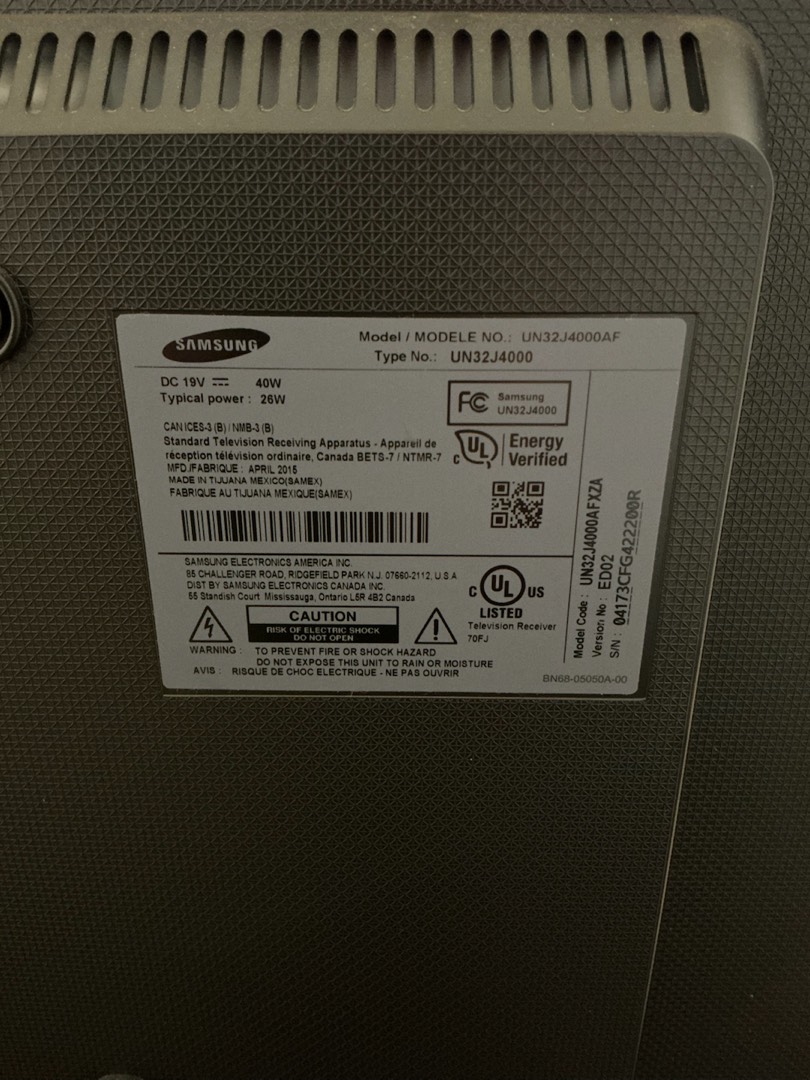 SAMSUNG
Model / MODELE NO.: UN32J4000AF
Type No.: UN32J4000
DC 19V 40W
Typical power : 26W
FC Samsung
UN32J4000
CAN ICES-3 (B) / NMB-3 (B)
Standard Television Receiving Apparatus - Appareil de
réception télévision ordinaire, Canada BETS-7 / NTMR-7
MFD./FABRIQUE : APRIL 2015
MADE IN TIJUANA MEXICO(SAMEX)
FABRIQUE AU TIJUANA MEXIQUE(SAMEX)
C UL Energy
Verified
SAMSUNG ELECTRONICS AMERICA INC.
85 CHALLENGER ROAD, RIDGEFIELD PARK N.J. 07660-2112, U.S.A
DIST BY SAMSUNG ELECTRONICS CANADA INC.
55 Standish Court Mississauga, Ontario L5R 4B2 Canada
C UL US
LISTED
Television Receiver
70FJ
CAUTION
RISK OF ELECTRIC SHOCK
DO NOT OPEN
WARNING : TO PREVENT FIRE OR SHOCK HAZARD
DO NOT EXPOSE THIS UNIT TO RAIN OR MOISTURE
AVIS : RISQUE DE CHOC ELECTRIQUE - NE PAS OUVRIR
Model Code : UN32J4000AFXZA
Version No : ED02
S/N : 04173CFG422200R
BN68-05050A-00